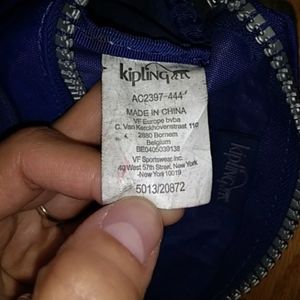 kipling
AC2397-444
MADE IN CHINA
VF Europe bvba
C. Van Kerckhovenstraat 110
2880 Bornem
Belgium
BE0405039138
VF Sportswear, Inc.
40 West 57th Street, New York
New York 10019
5013/20872
kipling